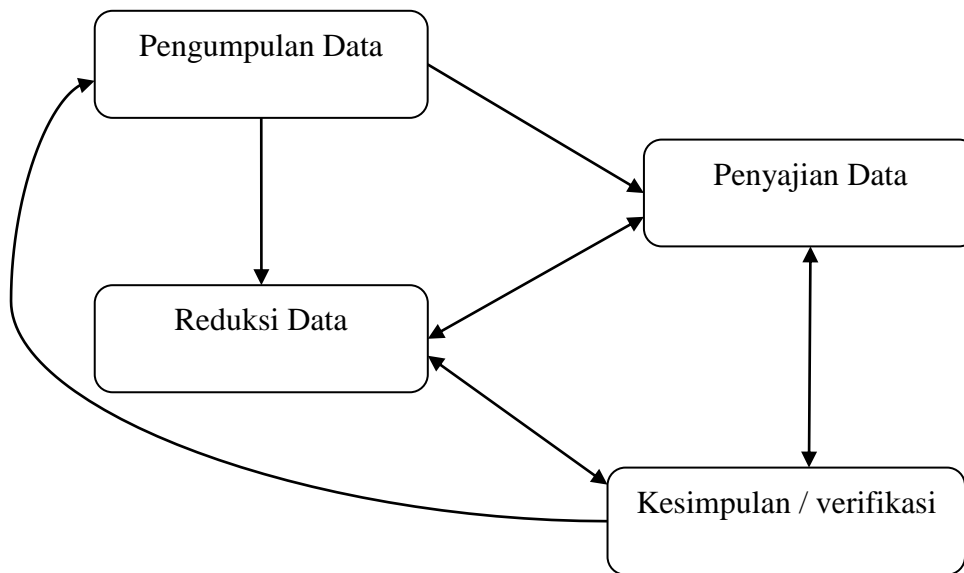 Pengumpulan Data
Penyajian Data
Reduksi Data
Kesimpulan / verifikasi